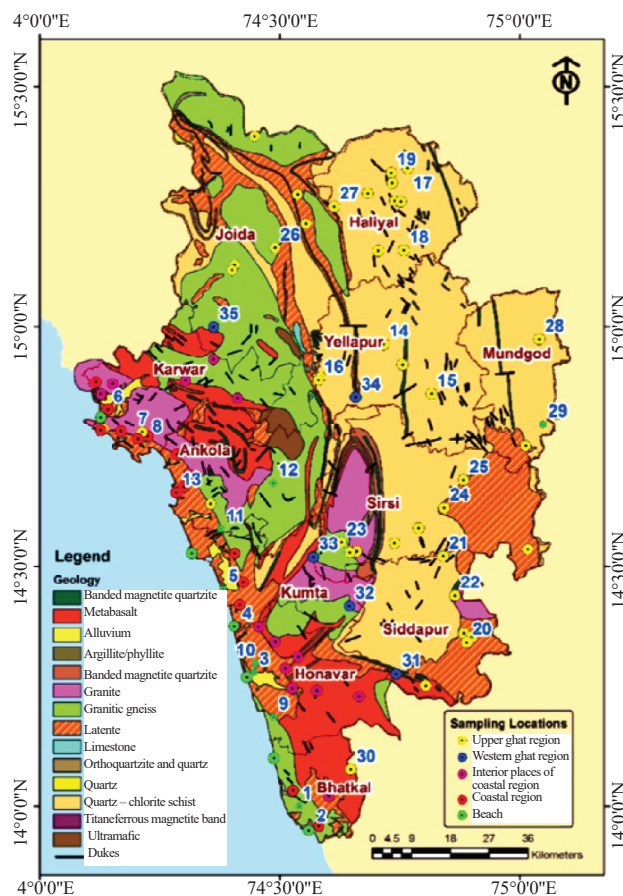 4°0'0"E
74°30'0"N
75°0'0"N
15°30'0"N
15°30'0"N
N
19
17
27
Haliyal
Joida
18
26
35
15°0'0"N
15°0'0"N
14
28
Yellapur
Mundgod
Karwar
16
34
15
6
29
7
8
Ankola
13
12
25
Sirsi
24
11
23
21
33
14°30'0"N
14°30'0"N
5
Kumta
22
32
4
Siddapur
20
10
3
31
Honavar
9
30
Bhatkal
1
2
14°0'0"N
14°0'0"N
Legend
Geology
Banded magnetite quartzite
Metabasalt
Alluvium
Argillite/phyllite
Banded magnetite quartzite
Granite
Granitic gneiss
Latente
Limestone
Orthoquartzite and quartz
Quartz
Quartz – chlorite schist
Titaneferrous magnetite band
Ultramafic
Dukes
Sampling Locations
Upper ghat region
Western ghat region
Interior places of
coastal region
Coastal region
Beach
0 4.5 9 18 27 36
Kilometers
4°0'0"E
74°30'0"N
75°0'0"N